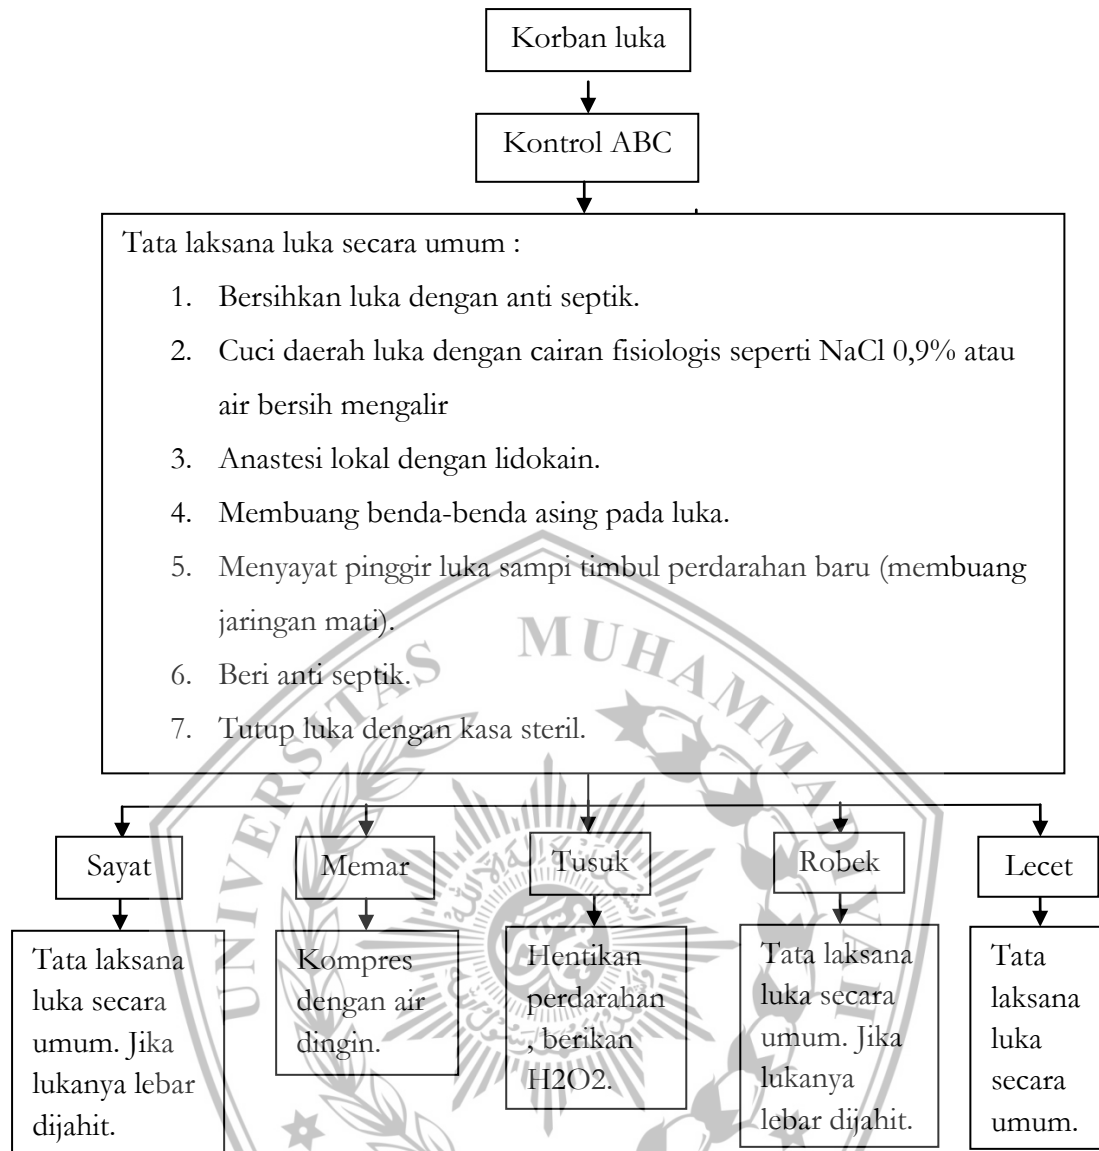 Korban luka
Kontrol ABC
Tata laksana luka secara umum :
1. Bersihkan luka dengan anti septik.
2. Cuci daerah luka dengan cairan fisiologis seperti NaCl 0,9% atau
air bersih mengalir
3. Anastesi lokal dengan lidokain.
4. Membuang benda-benda asing pada luka.
5. Menyayat pinggir luka sampi timbul perdarahan baru (membuang
jaringan mati).
6. Beri anti septik.
7. Tutup luka dengan kasa steril.
UNIVERSITAS MUHAMMADIYAH
Sayat
Memar
Tusuk
Robek
Lecet
Tata laksana
luka secara
umum. Jika
lukanya lebar
dijahit.
Kompres
dengan air
dingin.
Hentikan
perdarahan
, berikan
H2O2.
Tata laksana
luka secara
umum. Jika
lukanya
lebar dijahit.
Tata
laksana
luka
secara
umum.